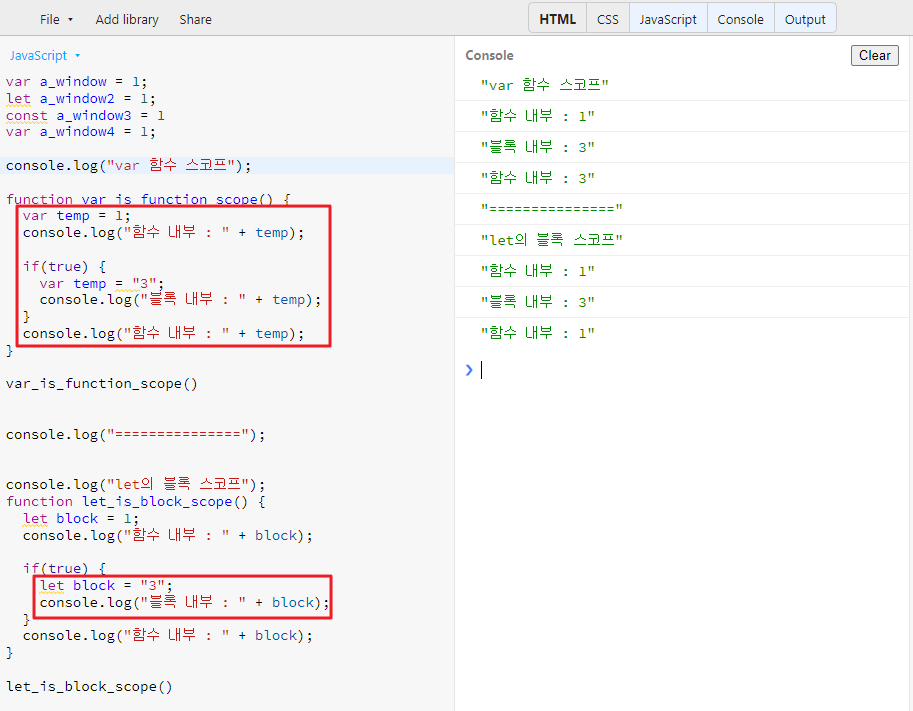 File Add library Share HTML CSS JavaScript Console Output
JavaScript
var a_window = 1;
let a_window2 = 1;
const a_window3 = 1
var a_window4 = 1;
console.log("var 함수 스코프");
function var_is_function_scope() {
var temp = 1;
console.log("함수 내부 : " + temp);
if(true) {
var temp = "3";
console.log("블록 내부 : " + temp);
}
console.log("함수 내부 : " + temp);
}
var_is_function_scope()
console.log("===============");
console.log("let의 블록 스코프");
function let_is_block_scope() {
let block = 1;
console.log("함수 내부 : " + block);
if(true) {
let block = "3";
console.log("블록 내부 : " + block);
}
console.log("함수 내부 : " + block);
}
let_is_block_scope()
Console Clear
"var 함수 스코프"
"함수 내부 : 1"
"블록 내부 : 3"
"함수 내부 : 3"
"==============="
"let의 블록 스코프"
"함수 내부 : 1"
"블록 내부 : 3"
"함수 내부 : 1"